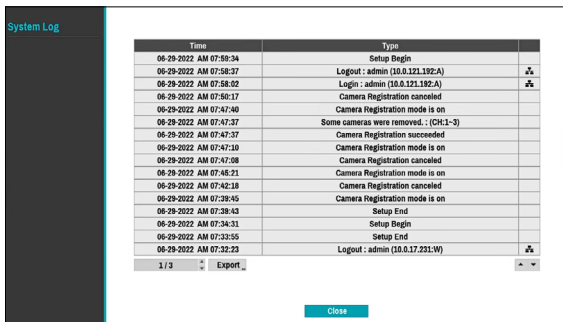 System Log
Time Type
06-29-2022 AM 07:59:34 Setup Begin
06-29-2022 AM 07:58:37 Logout : admin (10.0.121.192:A)
06-29-2022 AM 07:58:02 Login : admin (10.0.121.192:A)
06-29-2022 AM 07:50:17 Camera Registration canceled
06-29-2022 AM 07:47:40 Camera Registration mode is on
06-29-2022 AM 07:47:37 Some cameras were removed. : (CH:1~3)
06-29-2022 AM 07:47:37 Camera Registration succeeded
06-29-2022 AM 07:47:10 Camera Registration mode is on
06-29-2022 AM 07:47:08 Camera Registration canceled
06-29-2022 AM 07:45:21 Camera Registration mode is on
06-29-2022 AM 07:42:18 Camera Registration canceled
06-29-2022 AM 07:39:45 Camera Registration mode is on
06-29-2022 AM 07:39:43 Setup End
06-29-2022 AM 07:34:31 Setup Begin
06-29-2022 AM 07:33:55 Setup End
06-29-2022 AM 07:32:23 Logout : admin (10.0.17.231:W)
1 / 3 Export
Close